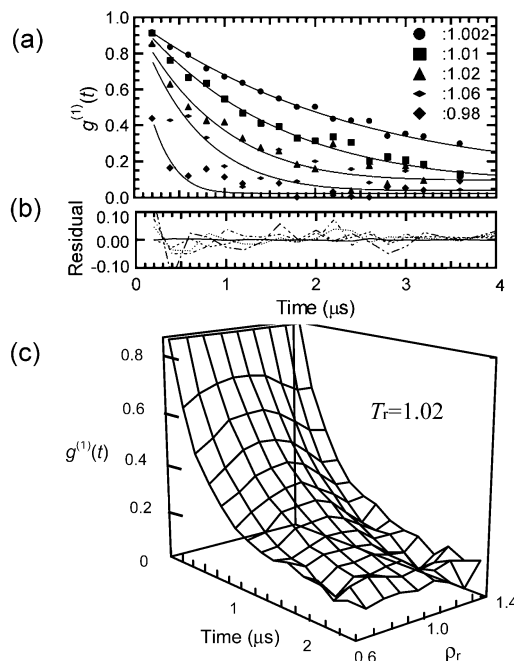 (a)
g(1)(t)
1.0
0.8
0.6
0.4
0.2
0.0
● :1.002
■ :1.01
▲ :1.02
♦ :1.06
◆ :0.98
(b)
Residual
0.10
0.00
-0.10
0
1
2
3
4
Time (μs)
(c)
g(1)(t)
0.8
0.6
0.4
0.2
0
Tr=1.02
1
2
Time (μs)
0.6
1.0
1.4
ρr